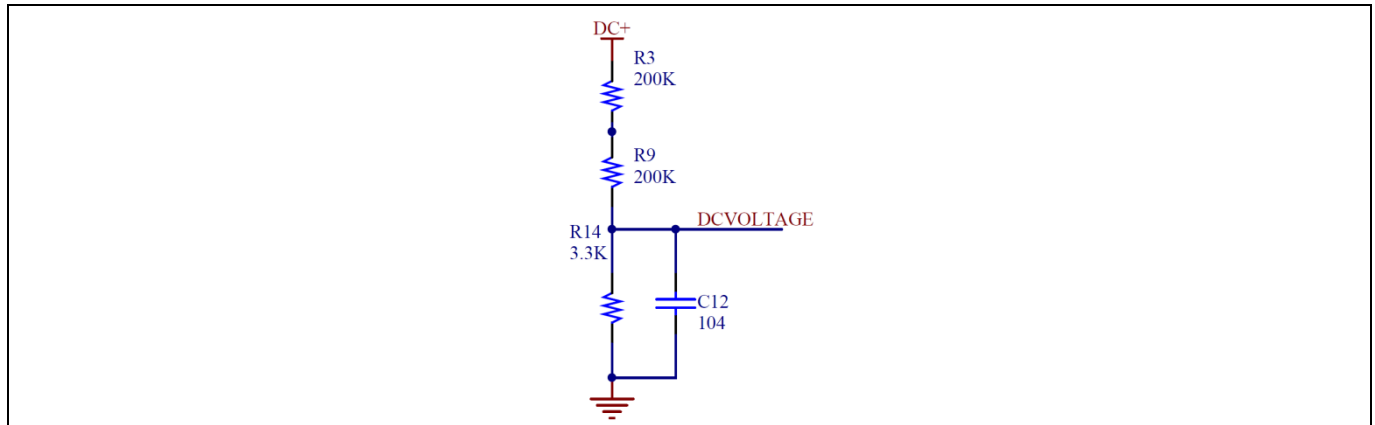 DC+
R3
200K
R9
200K
DCVOLTAGE
R14
3.3K
C12
104